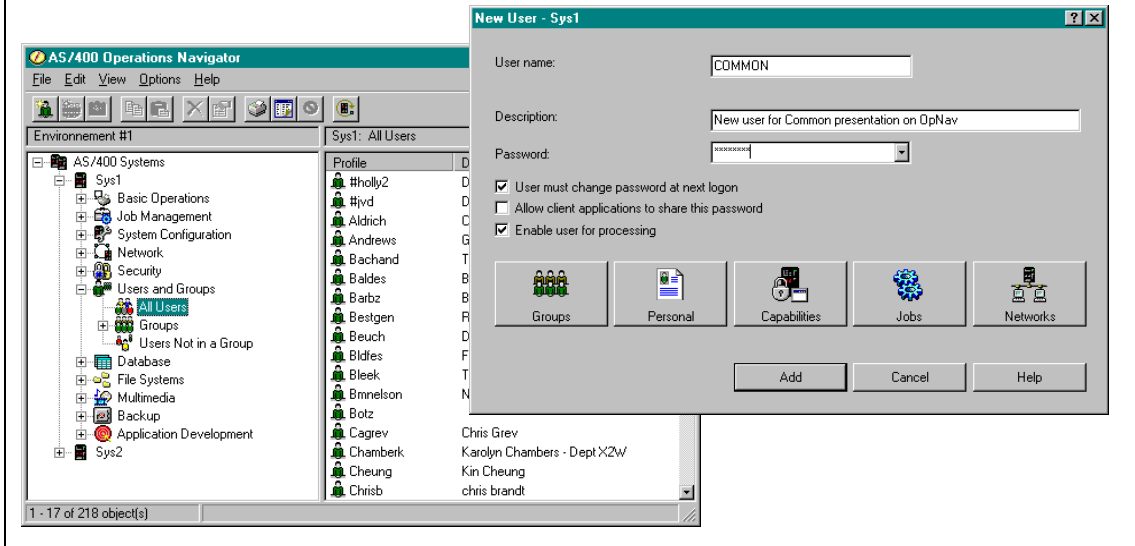 AS/400 Operations Navigator
File Edit View Options Help
Environnement #1
Sys1: All Users
AS/400 Systems
Sys1
Basic Operations
Job Management
System Configuration
Network
Security
Users and Groups
All Users
Groups
Users Not in a Group
Database
File Systems
Multimedia
Backup
Application Development
Sys2
Profile D
#holly2 D
#jvd D
Aldrich C
Andrews G
Bachand T
Baldes B
Barbz B
Bestgen R
Beuch D
Bldfes F
Bleek T
Bmnelson N
Botz
Cagrev Chris Grev
Chamberk Karolyn Chambers - Dept X2W
Cheung Kin Cheung
Chrisb chris brandt
1 - 17 of 218 object(s)
New User - Sys1
User name: COMMON
Description: New user for Common presentation on OpNav
Password: xxxxxxxx
User must change password at next logon
Allow client applications to share this password
Enable user for processing
Groups Personal Capabilities Jobs Networks
Add Cancel Help